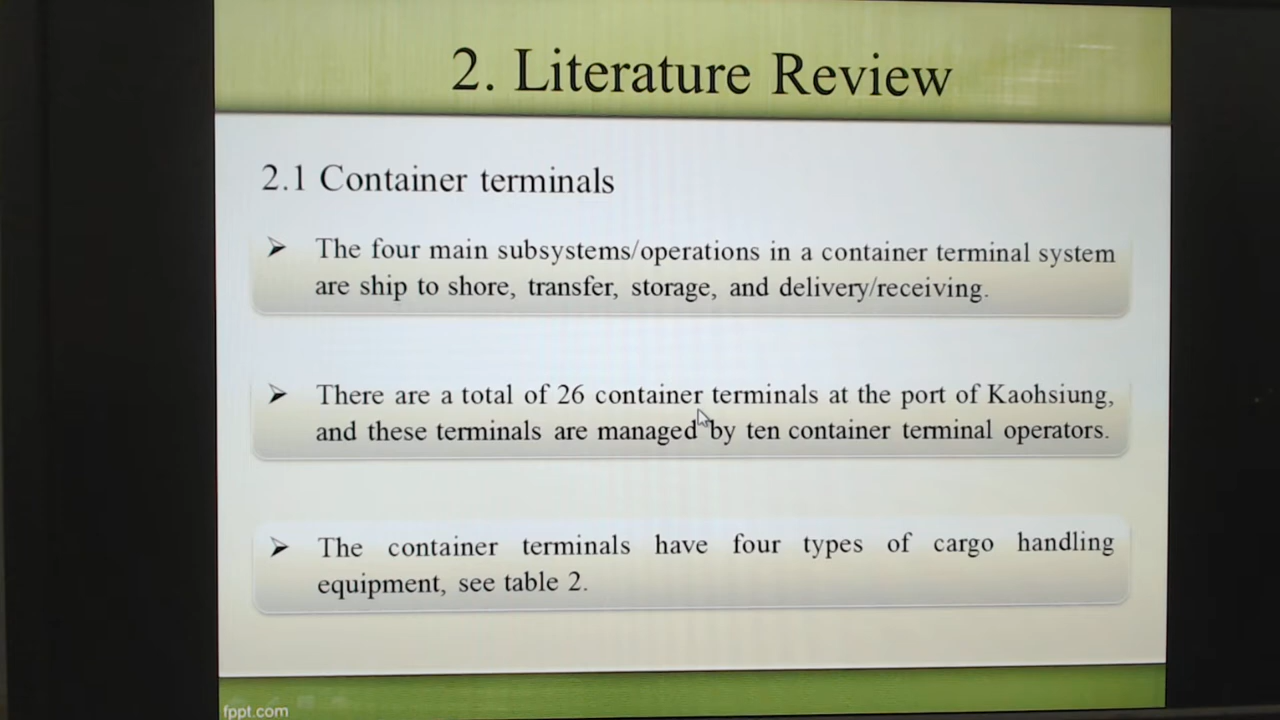 2. Literature Review
2.1 Container terminals
➢ The four main subsystems/operations in a container terminal system
are ship to shore, transfer, storage, and delivery/receiving.
➢ There are a total of 26 container terminals at the port of Kaohsiung,
and these terminals are managed by ten container terminal operators.
➢ The container terminals have four types of cargo handling
equipment, see table 2.
fppt.com